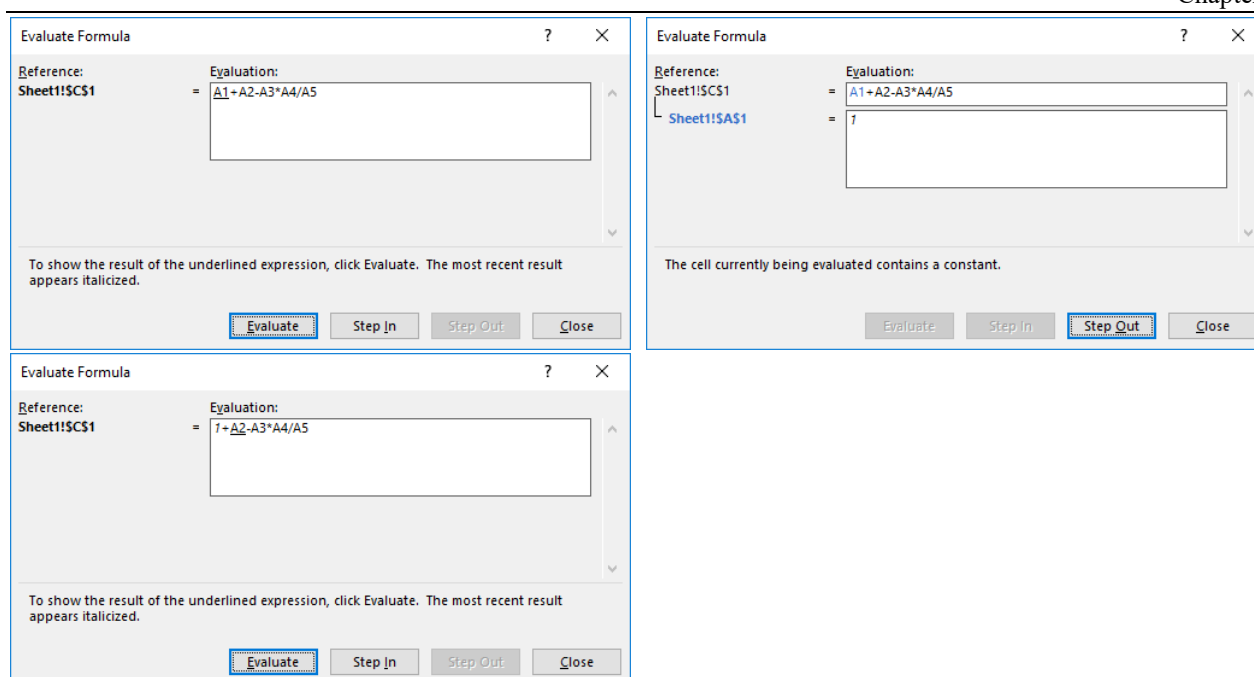 Chapter
Evaluate Formula ? ×
Reference: Evaluation:
Sheet1!$C$1 = A1+A2-A3*A4/A5
To show the result of the underlined expression, click Evaluate. The most recent result
appears italicized.
Evaluate Step In Step Out Close
Evaluate Formula ? ×
Reference: Evaluation:
Sheet1!$C$1 = A1+A2-A3*A4/A5
Sheet1!$A$1 = 1
The cell currently being evaluated contains a constant.
Evaluate Step In Step Out Close
Evaluate Formula ? ×
Reference: Evaluation:
Sheet1!$C$1 = 1+A2-A3*A4/A5
To show the result of the underlined expression, click Evaluate. The most recent result
appears italicized.
Evaluate Step In Step Out Close